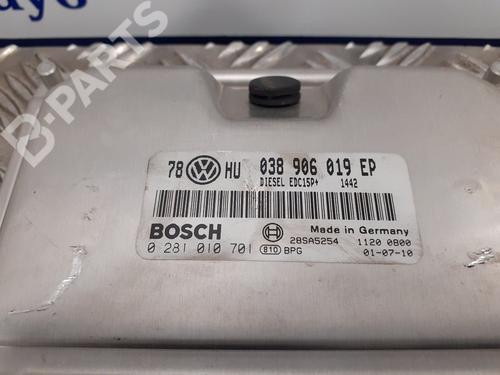 78 HU 038 906 019 EP
DIESEL EDC15P+ 1442
BOSCH
Made in Germany
0 281 010 701
810 BPG
28SA5254
1120 0800
01-07-10
B-PARTS